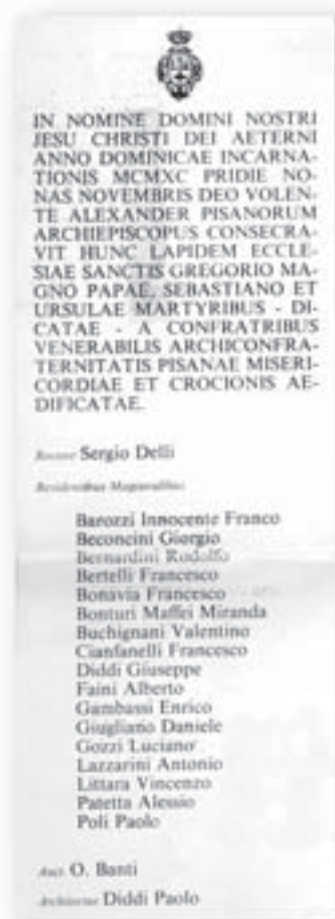 IN NOMINE DOMINI NOSTRI
JESU CHRISTI DEI AETERNI
ANNO DOMINICAE INCARNA-
TIONIS MCMXC PRIDIE NO-
NAS NOVEMBRIS DEO VOLEN-
TE ALEXANDER PISANORUM
ARCHIEPISCOPUS CONSECRA-
VIT HUNC LAPIDEM ECCLE-
SIAE SANCTIS GREGORIO MA-
GNO PAPAE, SEBASTIANO ET
URSULAE MARTYRIBUS - DI-
CATAE - A CONFRATRIBUS
VENERABILIS ARCHICONFRA-
TERNITATIS PISANAE MISERI-
CORDIAE ET CROCIONIS AE-
DIFICATAE.
Sergio Delli
Barozzi Innocente Franco
Beconcini Giorgio
Bernardini Rodolfo
Bertelli Francesco
Bonavia Francesco
Bonturi Maffei Miranda
Buchignani Valentino
Cianfanelli Francesco
Diddi Giuseppe
Faini Alberto
Gambassi Enrico
Giugliano Daniele
Gozzi Luciano
Lazzarini Antonio
Littara Vincenzo
Patetta Alessio
Poli Paolo
O. Banti
Diddi Paolo